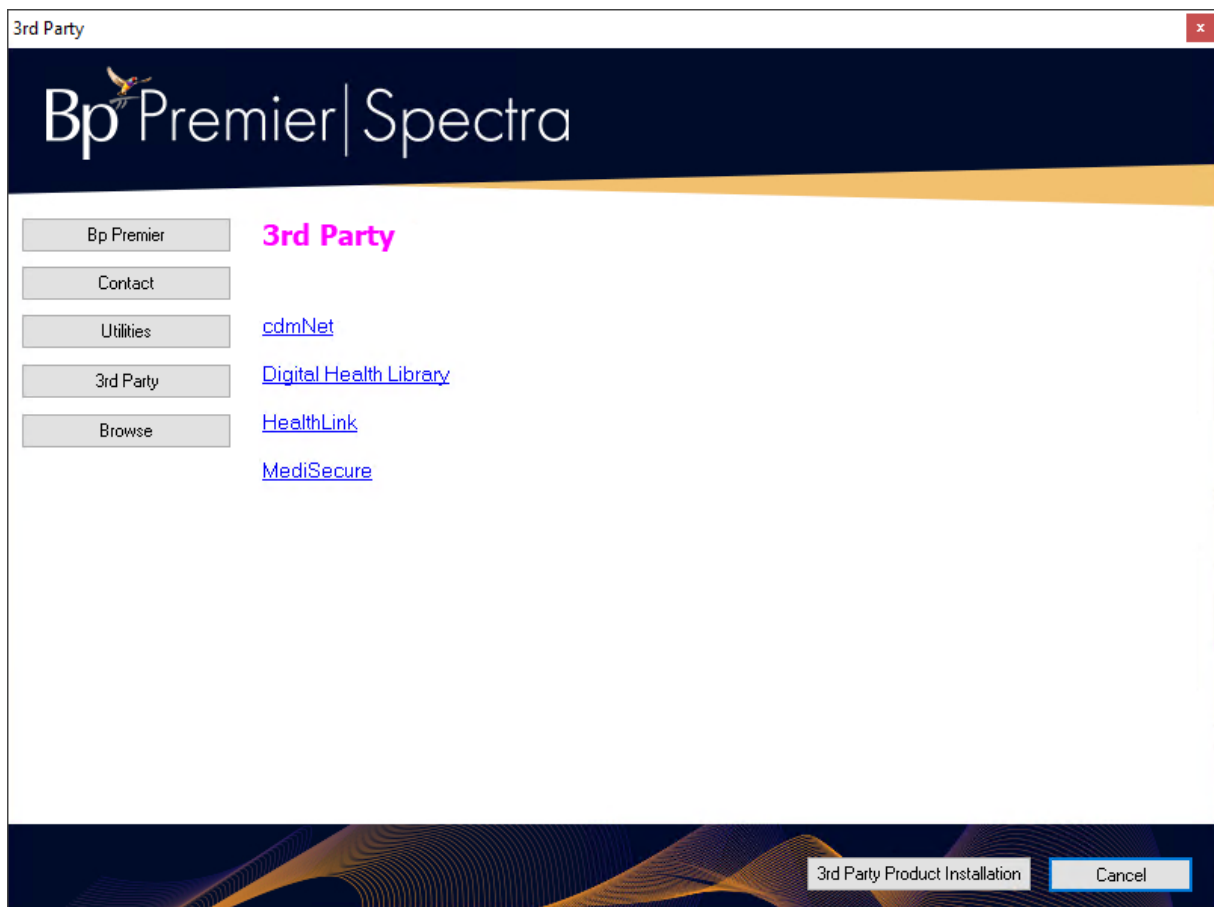 3rd Party
x
Bp Premier | Spectra
Bp Premier
Contact
Utilities
3rd Party
Browse
3rd Party
cdmNet
Digital Health Library
HealthLink
MediSecure
3rd Party Product Installation
Cancel